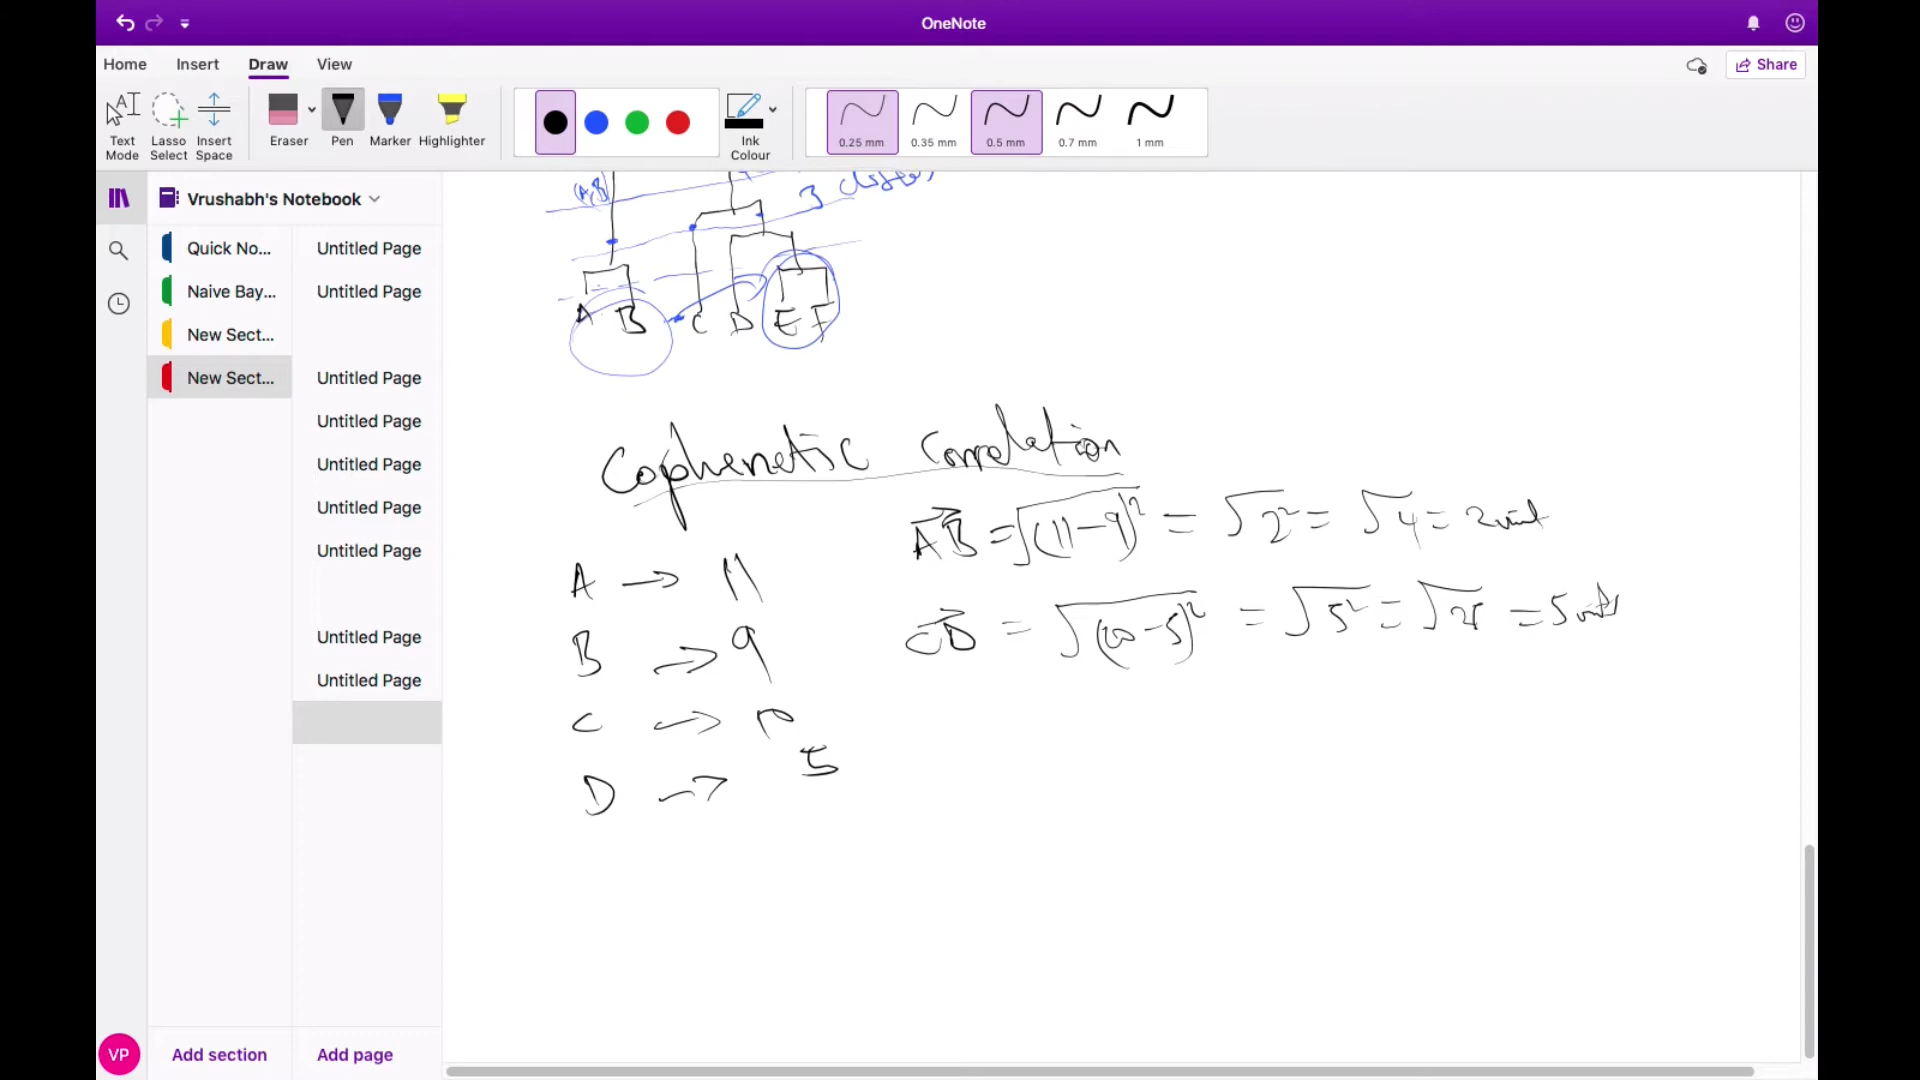 OneNote
Home Insert Draw View
Share
Text Mode
Lasso Select
Insert Space
Eraser
Pen
Marker
Highlighter
Ink Colour
0.25 mm
0.35 mm
0.5 mm
0.7 mm
1 mm
Vrushabh's Notebook
Quick No...
Naive Bay...
New Sect...
New Sect...
Untitled Page
Untitled Page
Untitled Page
Untitled Page
Untitled Page
Untitled Page
Untitled Page
Untitled Page
Untitled Page
(A,B)
3 clusters
A B C D E F
Cophenetic Correlation
AB = √(11-9)² = √2² = √4 = 2 unit
CD = √(10-5)² = √5² = √25 = 5 units
A → 11
B → 9
C → 10
D → 5
VP
Add section
Add page